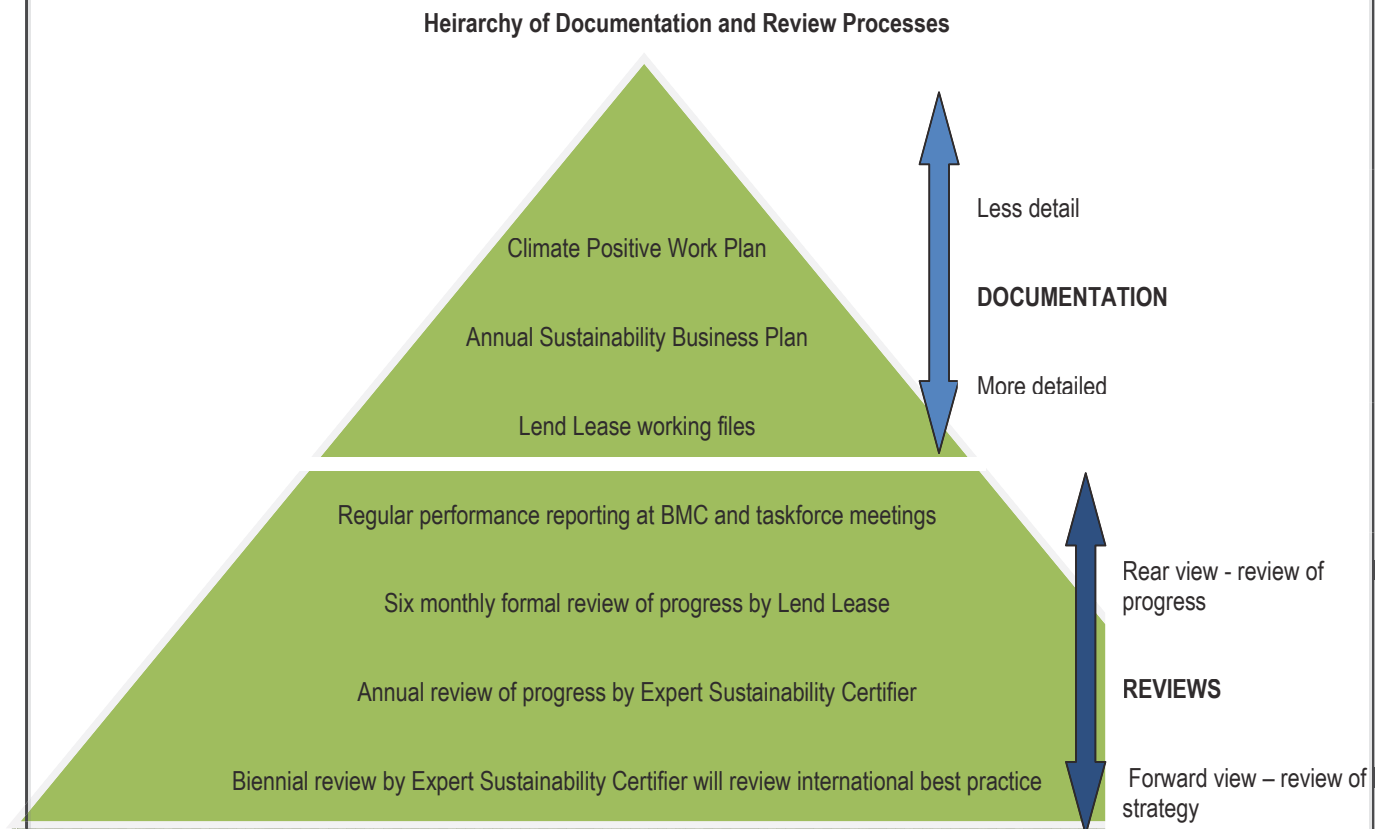 Heirarchy of Documentation and Review Processes
Less detail
Climate Positive Work Plan
DOCUMENTATION
Annual Sustainability Business Plan
More detailed
Lend Lease working files
Regular performance reporting at BMC and taskforce meetings
Rear view - review of
progress
Six monthly formal review of progress by Lend Lease
Annual review of progress by Expert Sustainability Certifier
REVIEWS
Biennial review by Expert Sustainability Certifier will review international best practice
Forward view – review of
strategy